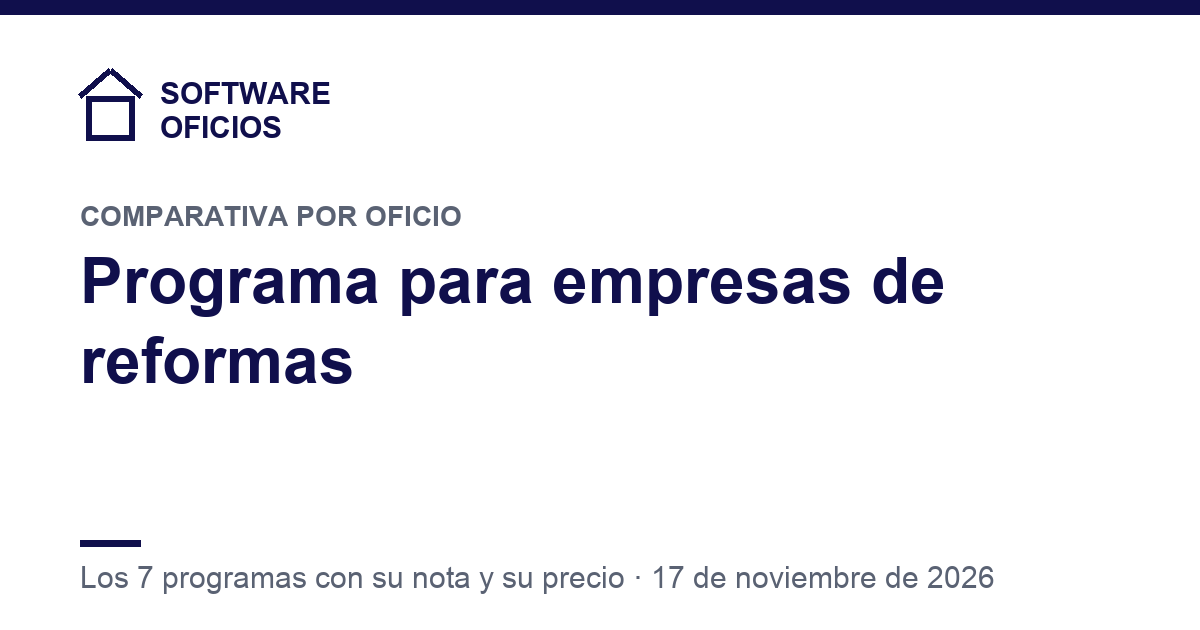 SOFTWARE
OFICIOS
COMPARATIVA POR OFICIO
Programa para empresas de
reformas
Los 7 programas con su nota y su precio · 17 de noviembre de 2026